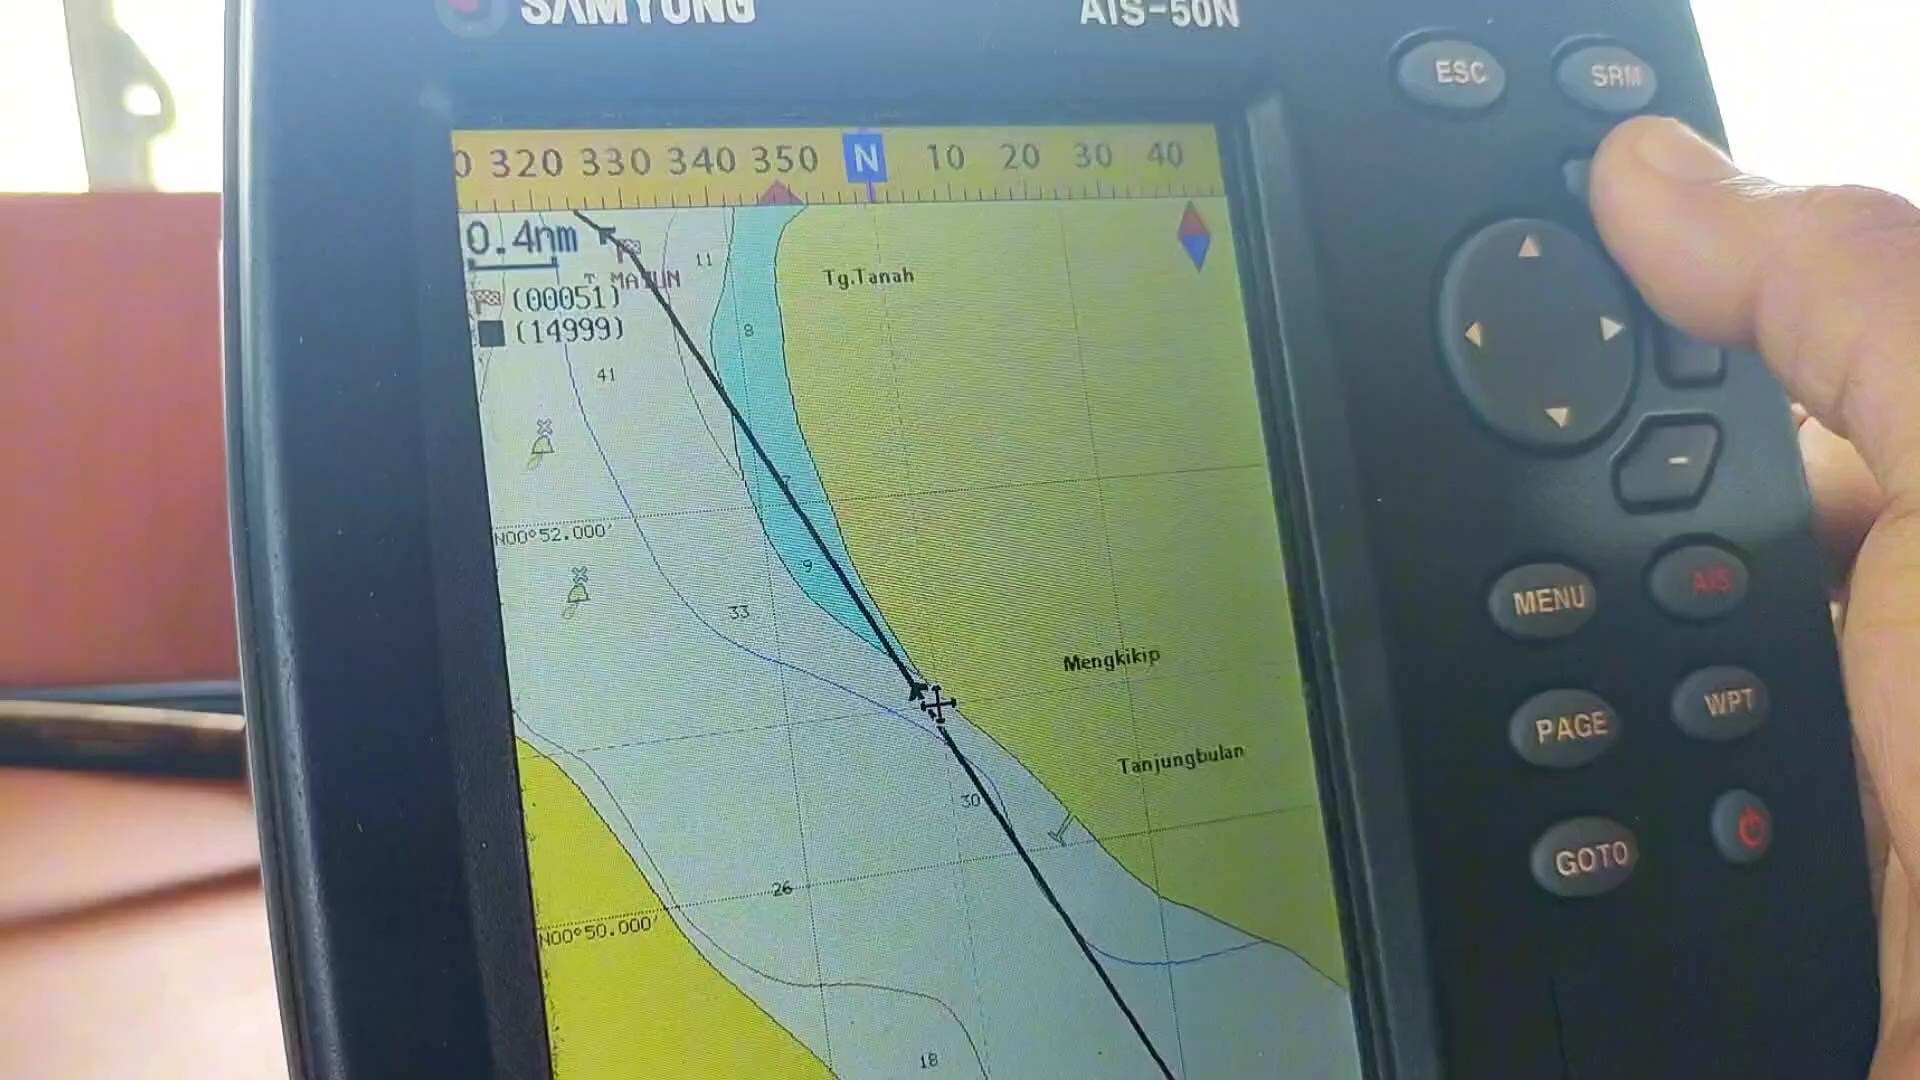 SAMYUNG
AIS-50N
ESC
SRM
0 320 330 340 350 N 10 20 30 40
0.4nm
11
Tg.Tanah
(00051)
8
(14999)
41
N00°52.000'
7
9
33
MENU
AIS
Mengkikip
WPT
PAGE
Tanjungbulan
30
GOTO
26
N00°50.000'
18